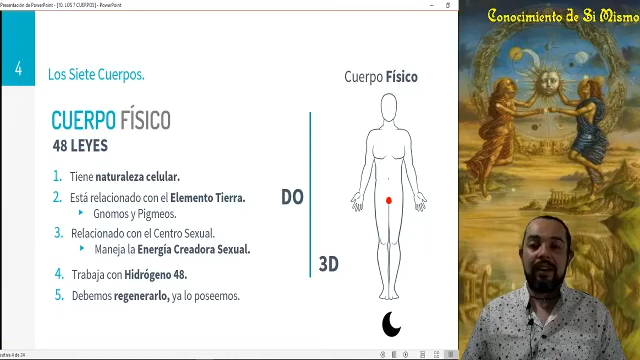 Presentación de PowerPoint - [10. LOS 7 CUERPOS] - PowerPoint
Conocimiento de Si Mismo
4
Los Siete Cuerpos.
Cuerpo Físico
CUERPO FÍSICO
48 LEYES
1. Tiene naturaleza celular.
2. Está relacionado con el Elemento Tierra.
Gnomos y Pigmeos.
DO
3. Relacionado con el Centro Sexual.
Maneja la Energía Creadora Sexual.
3D
4. Trabaja con Hidrógeno 48.
5. Debemos regenerarlo, ya lo poseemos.